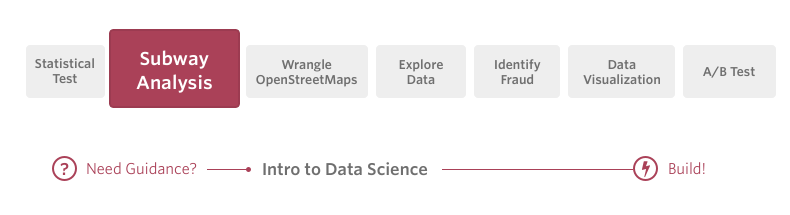 Statistical
Test
Subway
Analysis
Wrangle
OpenStreetMaps
Explore
Data
Identify
Fraud
Data
Visualization
A/B Test
? Need Guidance? Intro to Data Science Build!